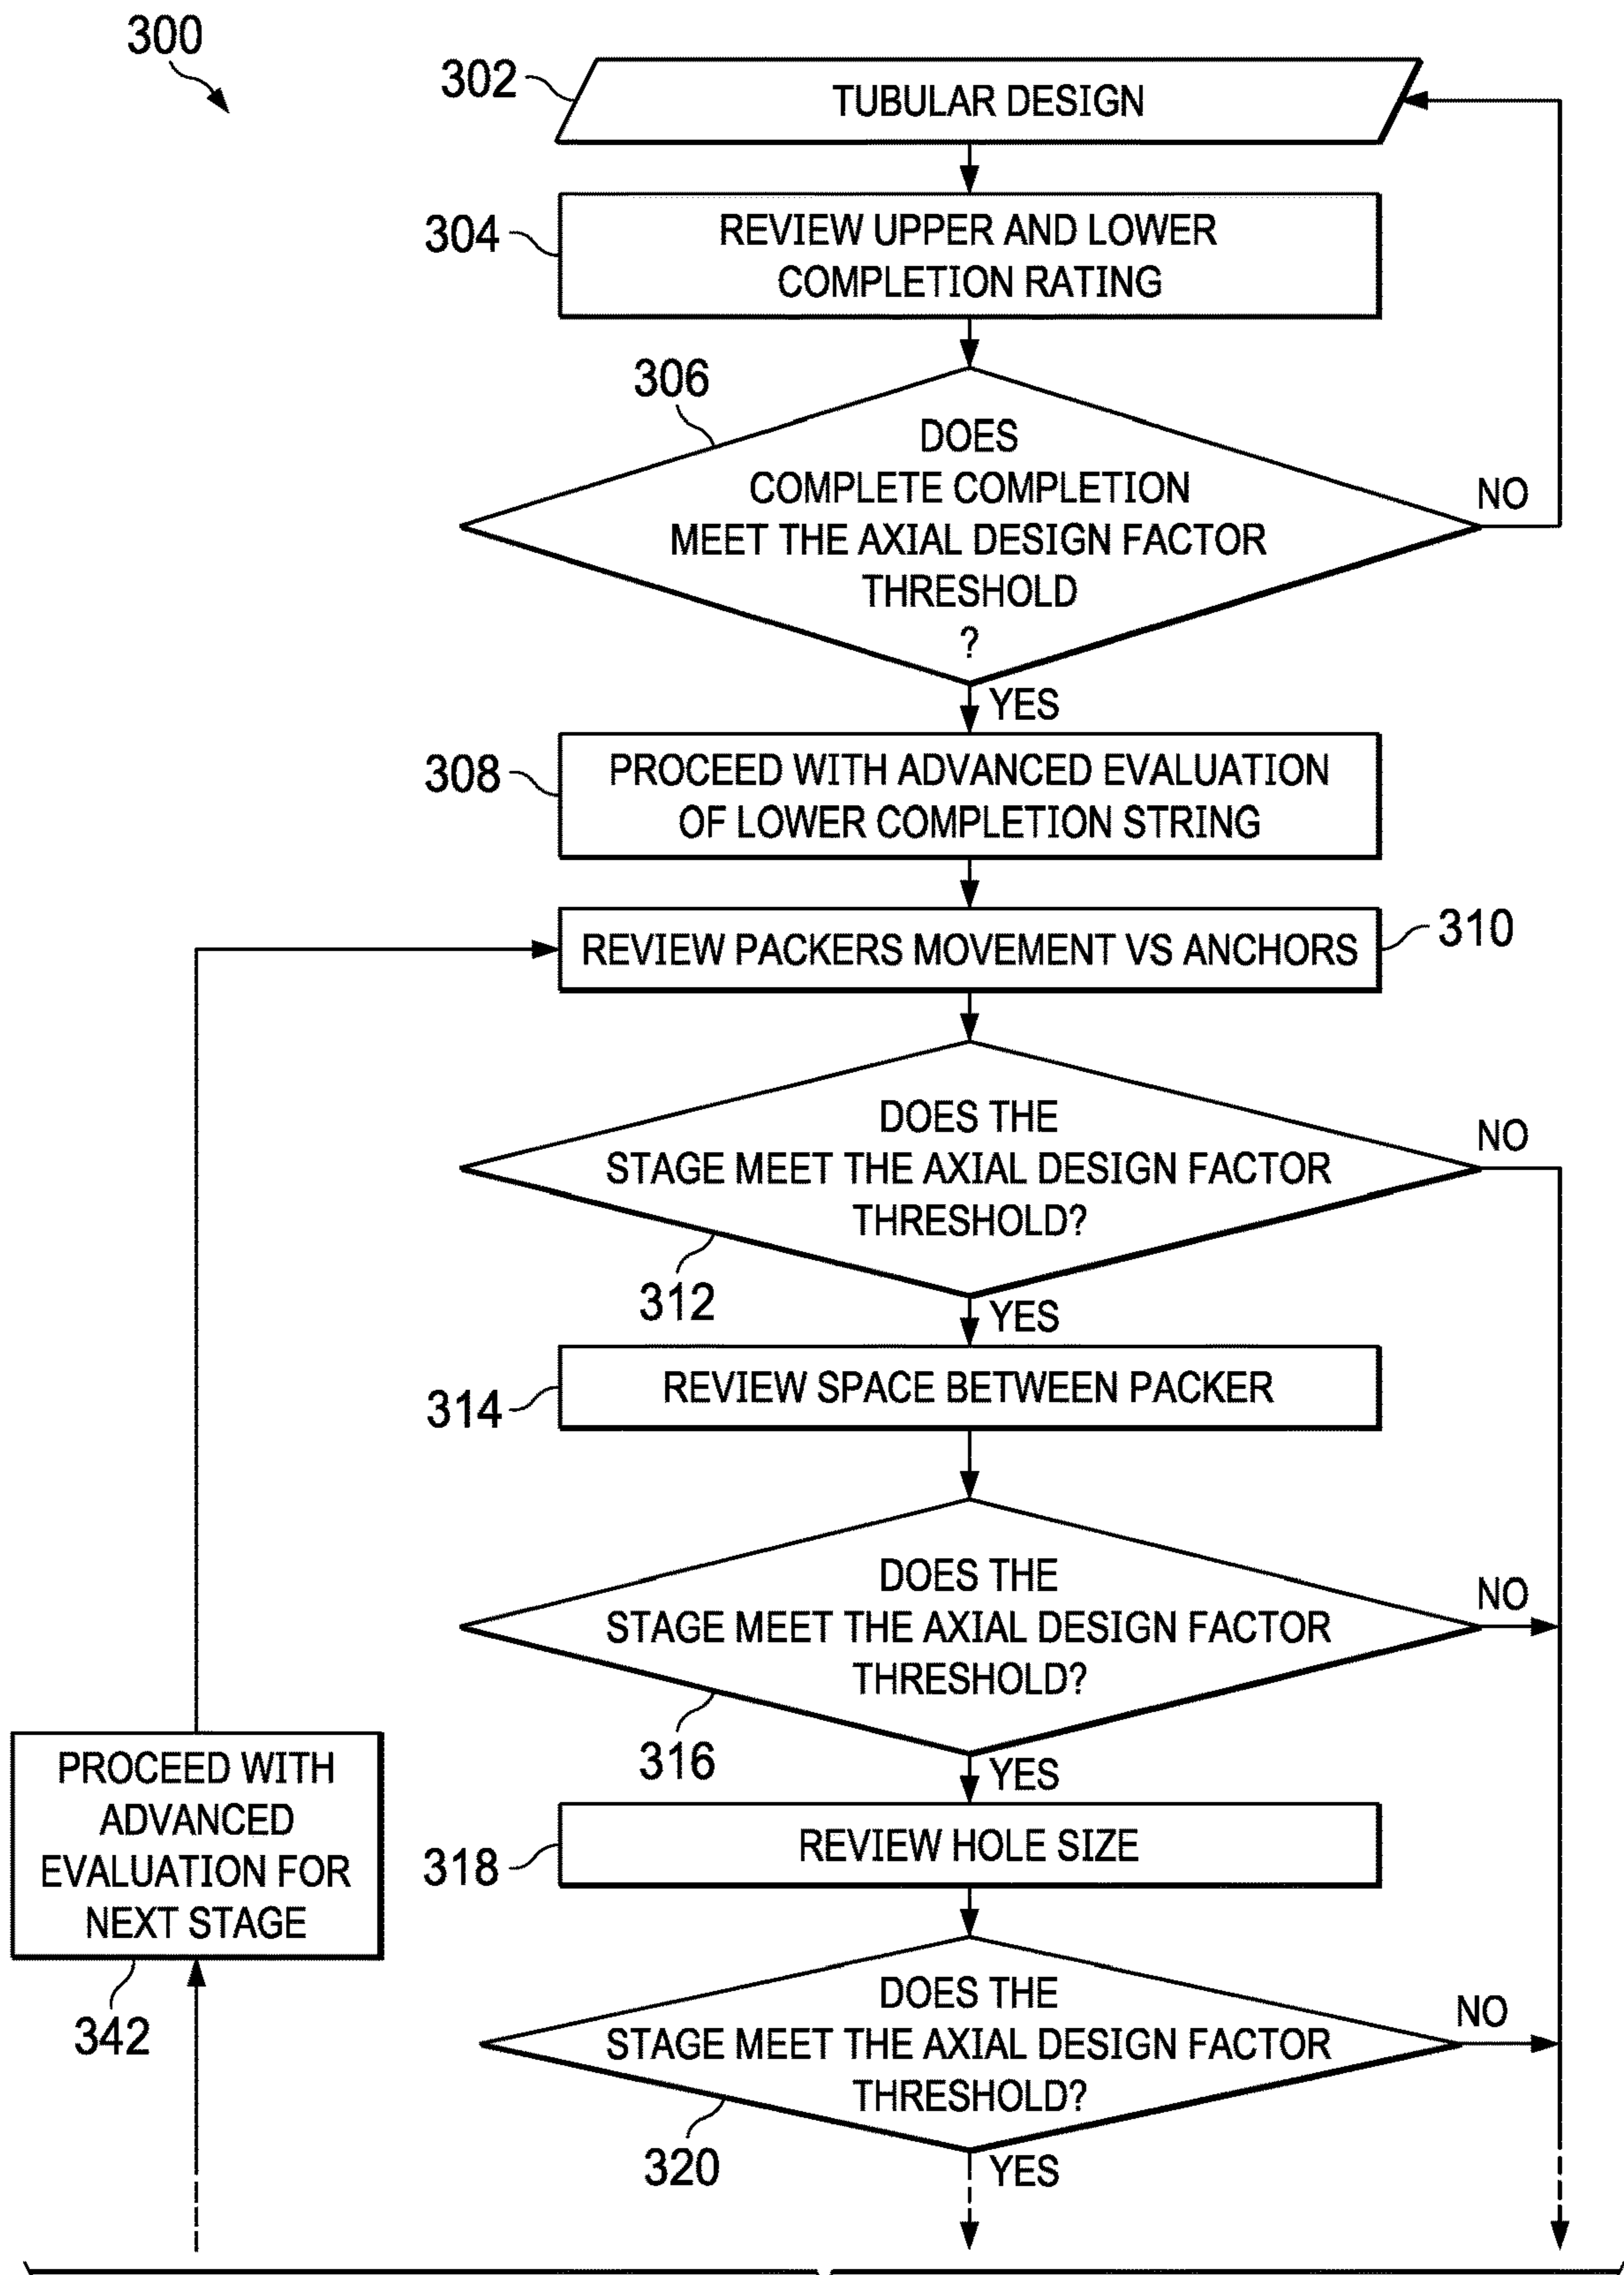 300
302
TUBULAR DESIGN
304
REVIEW UPPER AND LOWER
COMPLETION RATING
306
DOES
COMPLETE COMPLETION
MEET THE AXIAL DESIGN FACTOR
THRESHOLD
?
NO
YES
308
PROCEED WITH ADVANCED EVALUATION
OF LOWER COMPLETION STRING
REVIEW PACKERS MOVEMENT VS ANCHORS
310
DOES THE
STAGE MEET THE AXIAL DESIGN FACTOR
THRESHOLD?
NO
312
YES
314
REVIEW SPACE BETWEEN PACKER
DOES THE
STAGE MEET THE AXIAL DESIGN FACTOR
THRESHOLD?
NO
316
YES
318
REVIEW HOLE SIZE
PROCEED WITH
ADVANCED
EVALUATION FOR
NEXT STAGE
342
DOES THE
STAGE MEET THE AXIAL DESIGN FACTOR
THRESHOLD?
NO
320
YES